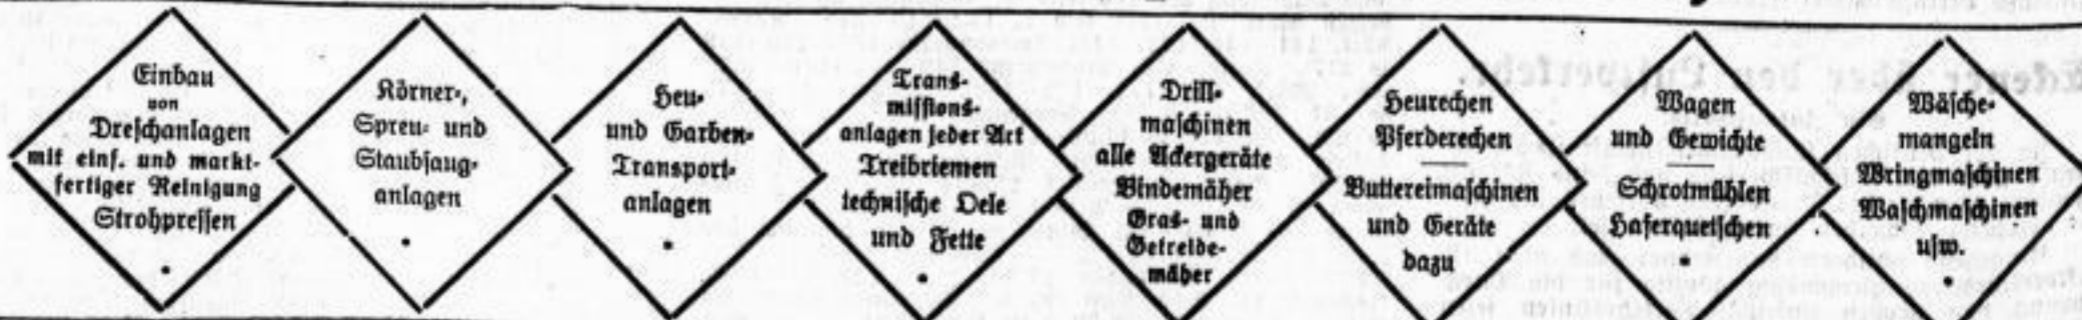 Einbau
von
Dreschanlagen
mit einf. und markt-
fertiger Reinigung
Strohpressen
Körner-,
Spreu- und
Staubsaug-
anlagen
Heu-
und Garben-
Transport-
anlagen
Trans-
missions-
anlagen jeder Art
Treibriemen
technische Oele
und Fette
Drill-
maschinen
alle Ackergeräte
Bindemäher
Gras- und
Getreide-
mäher
Heurechen
Pferderechen
Buttereimaschinen
und Geräte
dazu
Wagen
und Gewichte
Schrotmühlen
Haferquetschen
Wäsche-
mangeln
Wringmaschinen
Waschmaschinen
usw.